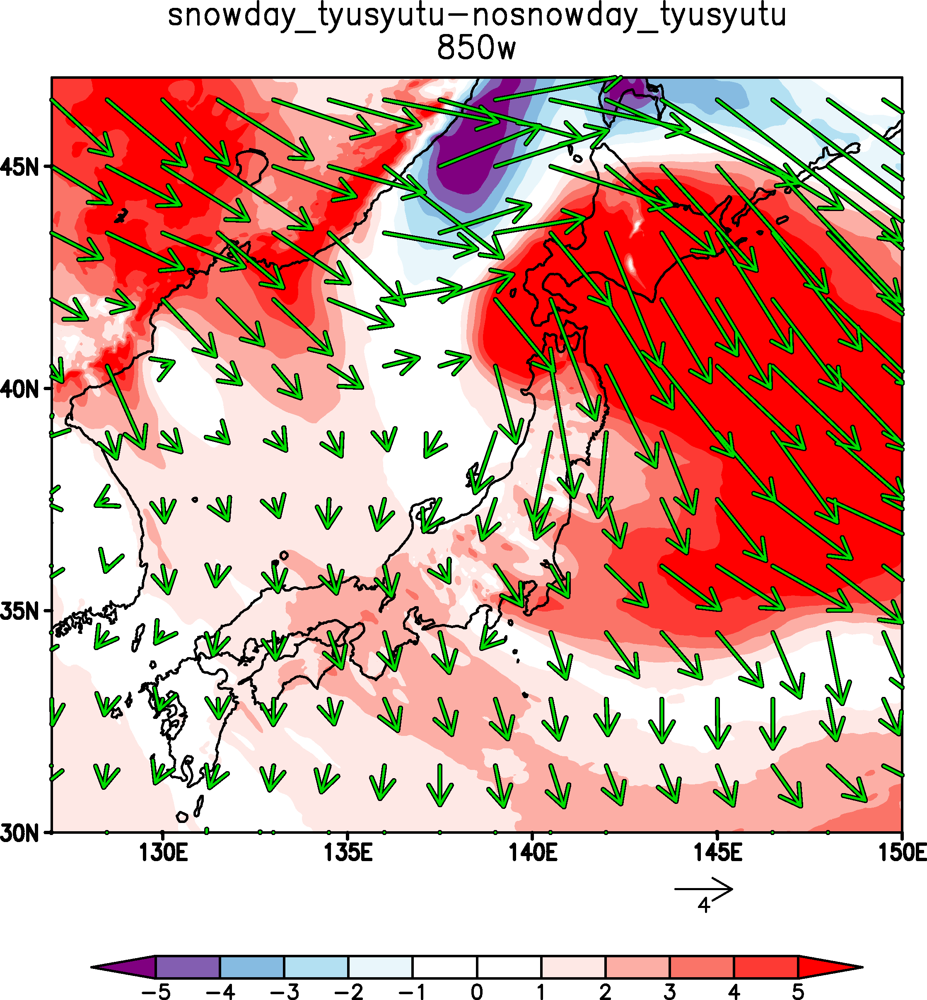 snowday_tyusyutu-nosnowday_tyusyutu
850w
45N
40N
35N
30N
130E 135E 140E 145E 150E
4
-5 -4 -3 -2 -1 0 1 2 3 4 5